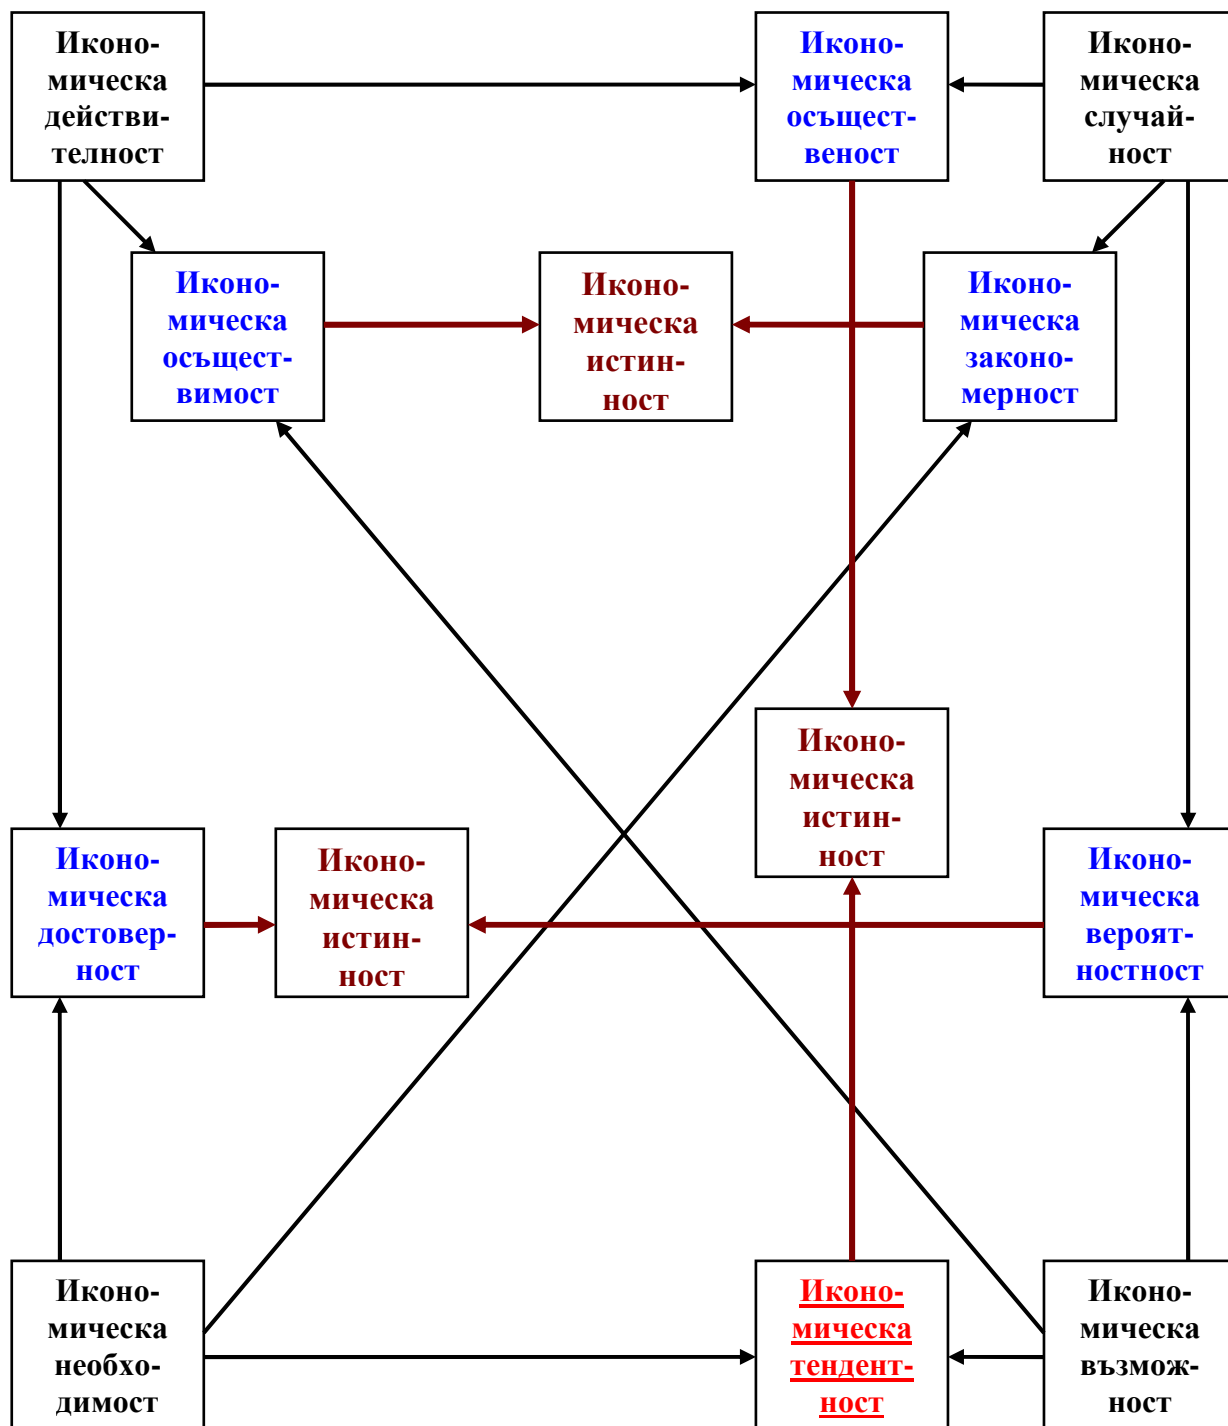 Иконо-
мическа
действи-
телност
Иконо-
мическа
осъщест-
веност
Иконо-
мическа
случай-
ност
Иконо-
мическа
осъщест-
вимост
Иконо-
мическа
истин-
ност
Иконо-
мическа
законо-
мерност
Иконо-
мическа
истин-
ност
Иконо-
мическа
достовер-
ност
Иконо-
мическа
истин-
ност
Иконо-
мическа
вероят-
ностност
Иконо-
мическа
необхо-
димост
Иконо-
мическа
тендент-
ност
Иконо-
мическа
възмож-
ност